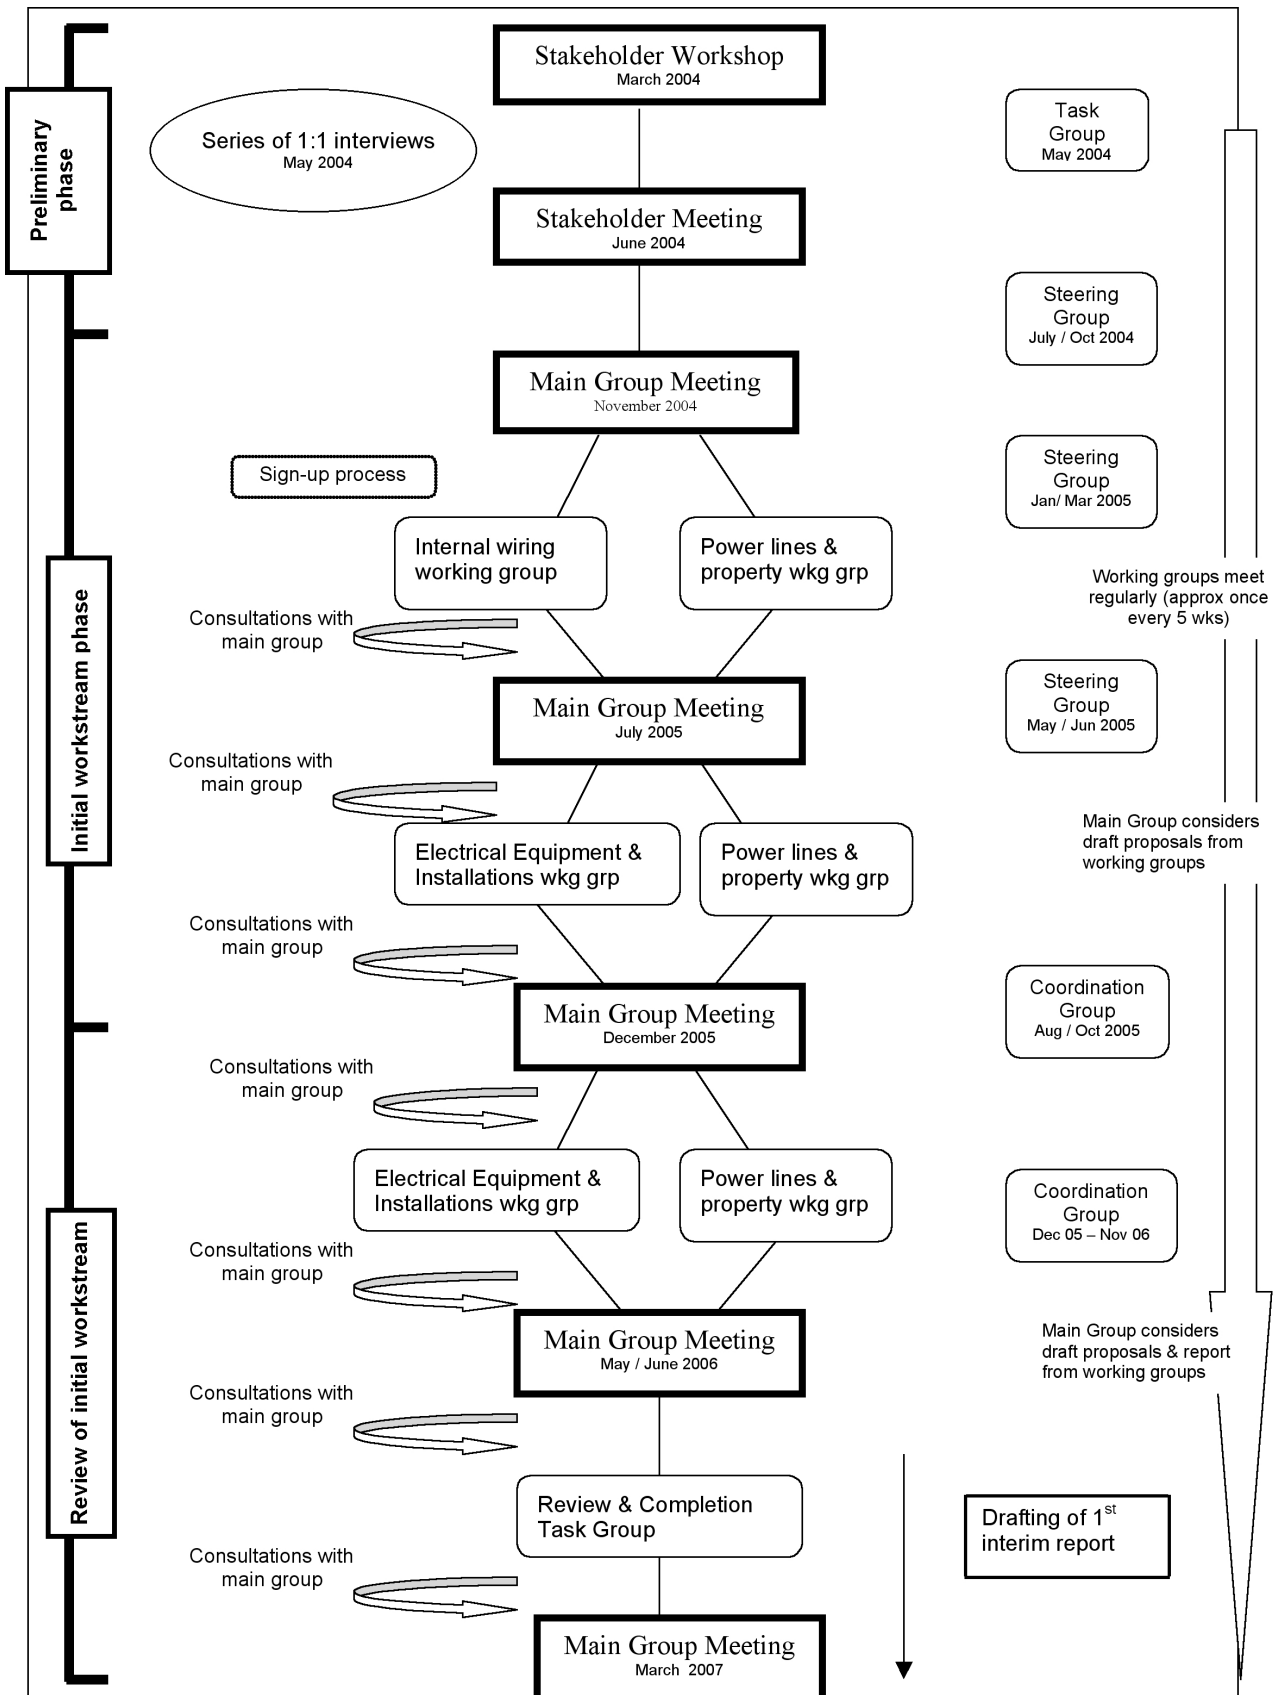 Stakeholder Workshop
March 2004
Preliminary
phase
Series of 1:1 interviews
May 2004
Task
Group
May 2004
Stakeholder Meeting
June 2004
Steering
Group
July / Oct 2004
Main Group Meeting
November 2004
Sign-up process
Steering
Group
Jan/ Mar 2005
Initial workstream phase
Internal wiring
working group
Power lines &
property wkg grp
Working groups meet
regularly (approx once
every 5 wks)
Consultations with
main group
Main Group Meeting
July 2005
Steering
Group
May / Jun 2005
Consultations with
main group
Electrical Equipment &
Installations wkg grp
Power lines &
property wkg grp
Main Group considers
draft proposals from
working groups
Consultations with
main group
Main Group Meeting
December 2005
Coordination
Group
Aug / Oct 2005
Consultations with
main group
Electrical Equipment &
Installations wkg grp
Power lines &
property wkg grp
Coordination
Group
Dec 05 – Nov 06
Review of initial workstream
Consultations with
main group
Main Group Meeting
May / June 2006
Main Group considers
draft proposals & report
from working groups
Consultations with
main group
Review & Completion
Task Group
Drafting of 1st
interim report
Consultations with
main group
Main Group Meeting
March 2007